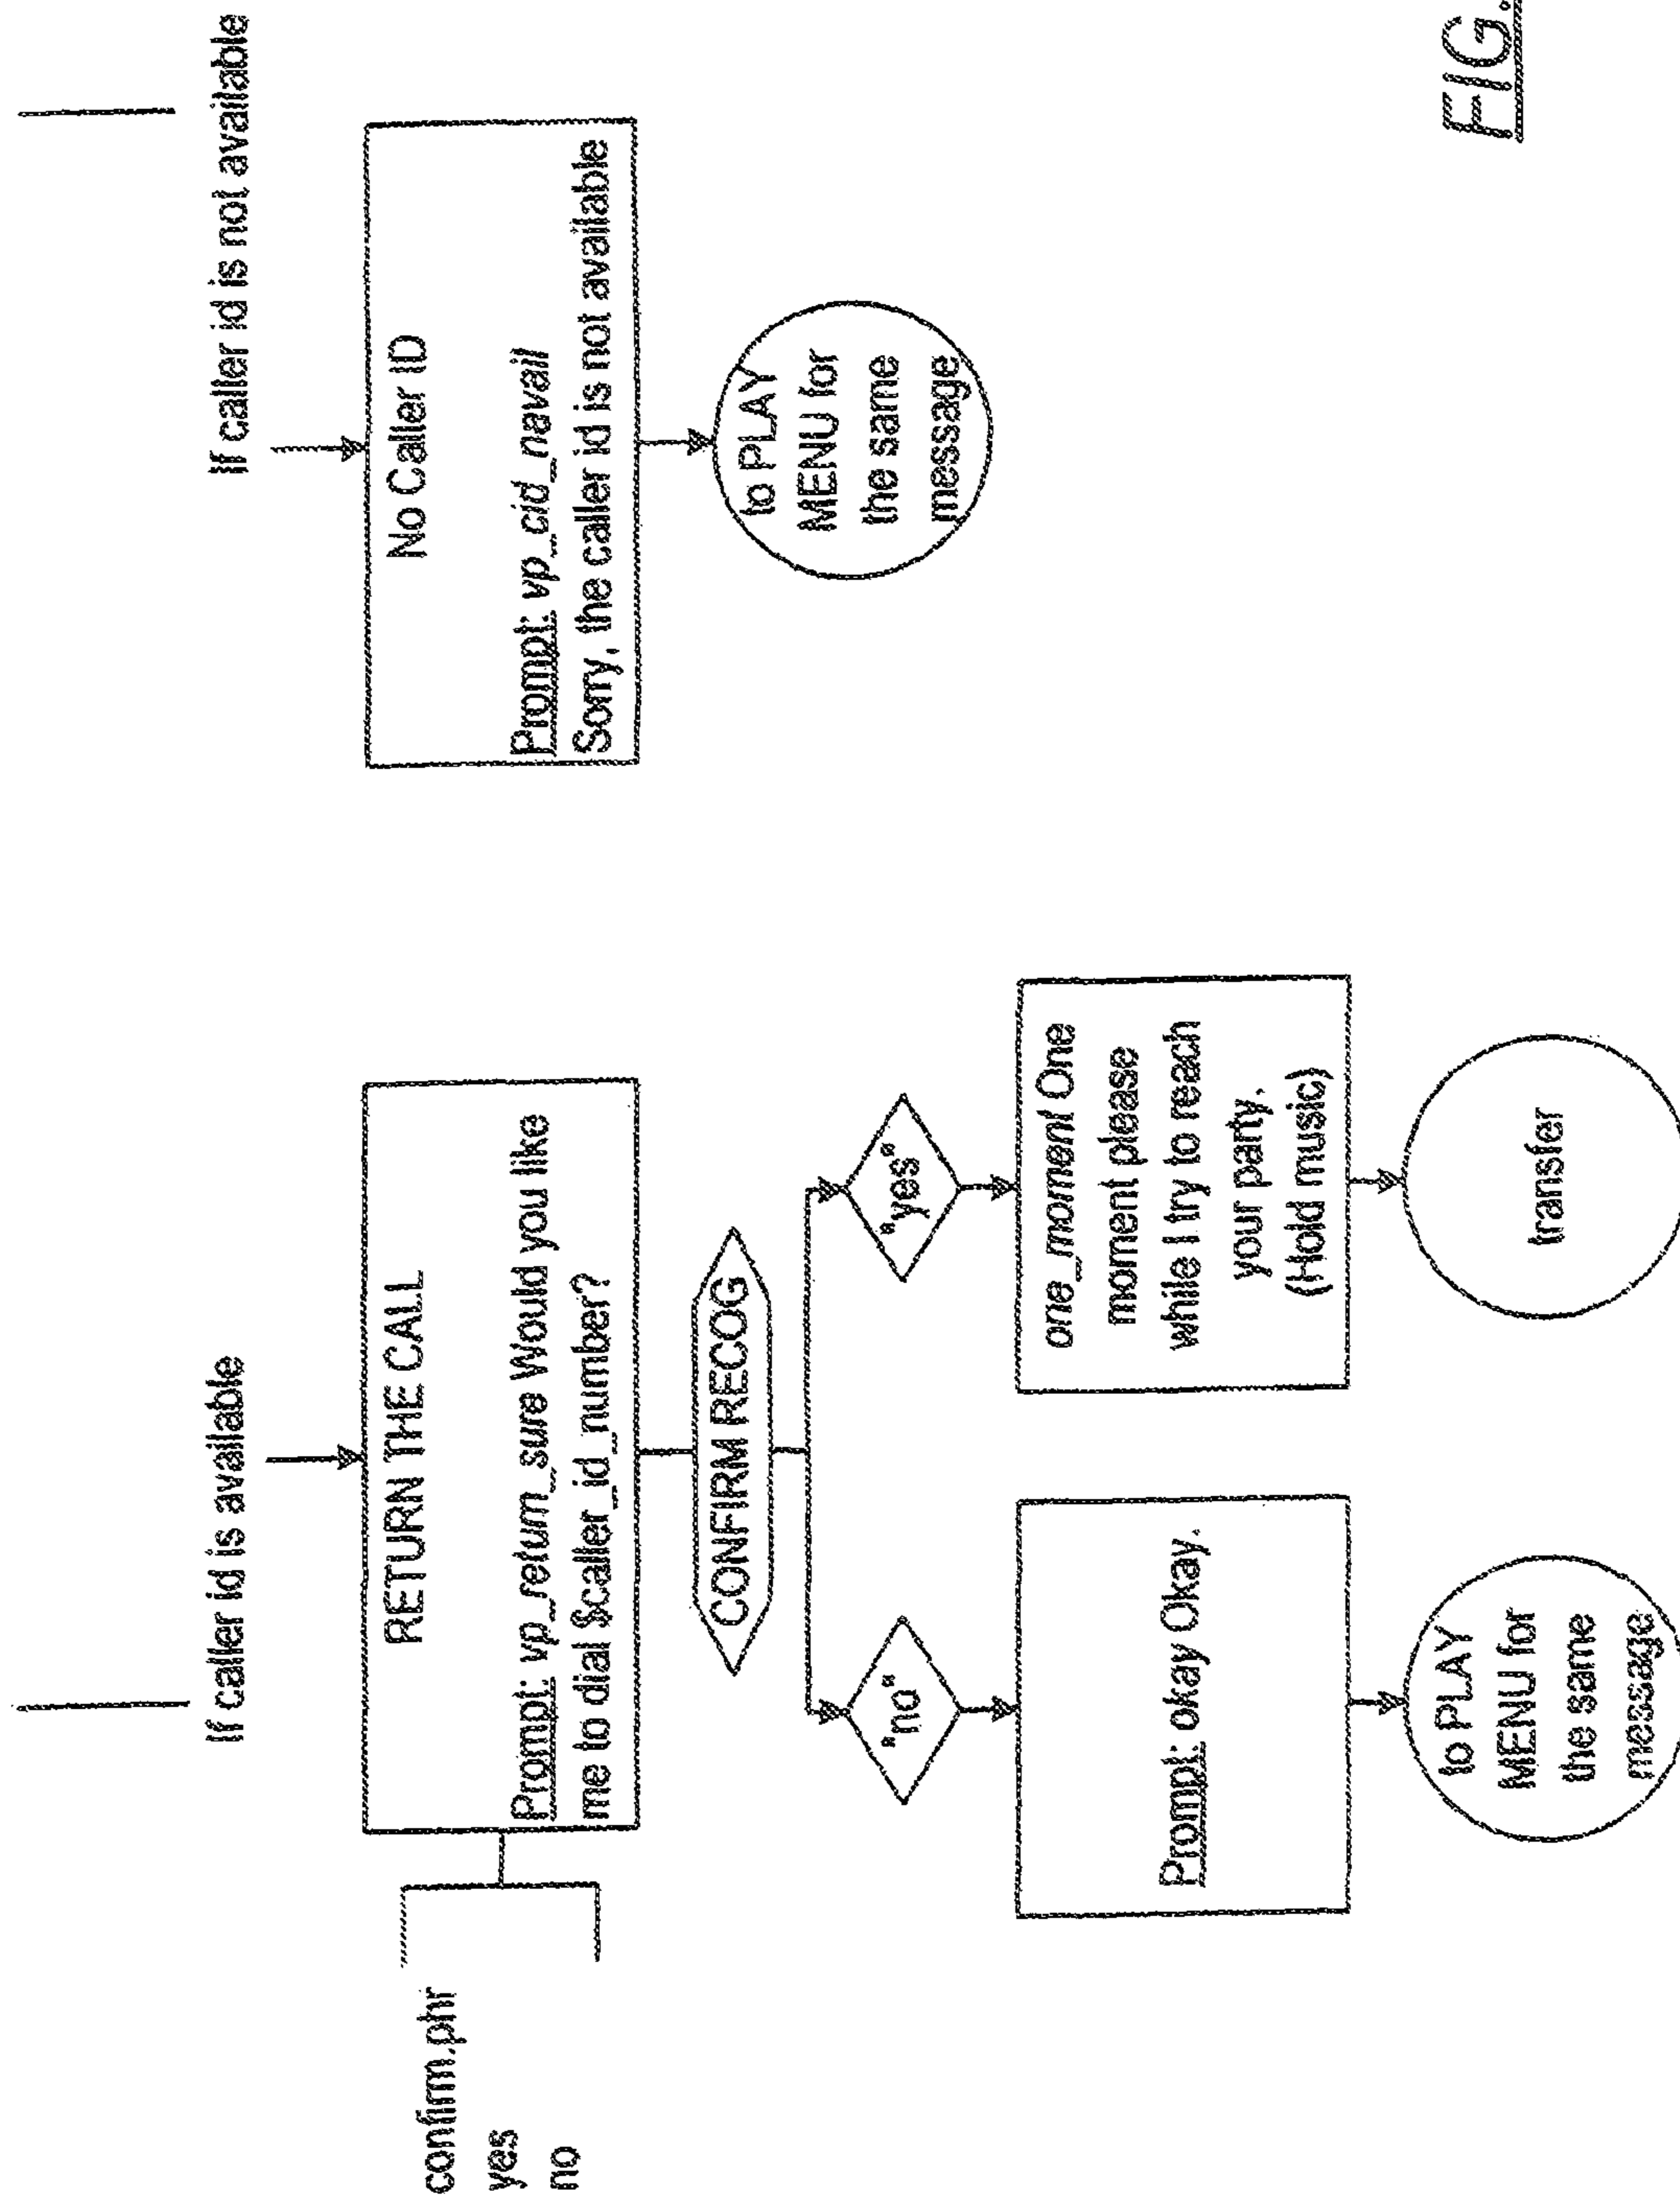 If caller id is available
If caller id is not available
confirm.phr
yes
no
RETURN THE CALL
Prompt: vp_return_sure Would you like
me to dial $caller_id_number?
No Caller ID
Prompt: vp_cid_navail
Sorry, the caller id is not available
CONFIRM RECOG
to PLAY
MENU for
the same
message
"no"
"yes"
Prompt: okay Okay.
one_moment One
moment please
while I try to reach
your party.
(Hold music)
to PLAY
MENU for
the same
message
transfer
FIG.